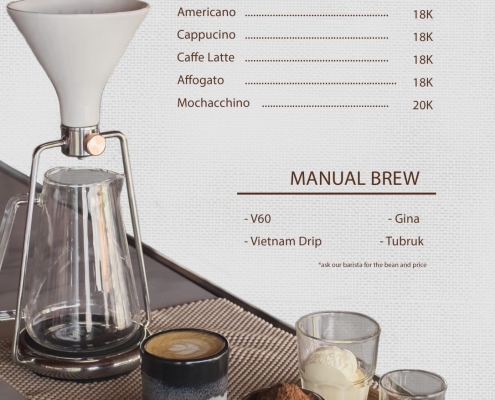 Americano ........................................................ 18K
Cappucino ........................................................ 18K
Caffe Latte ........................................................ 18K
Affogato ........................................................ 18K
Mochacchino ........................................................ 20K
MANUAL BREW
- V60 - Gina
- Vietnam Drip - Tubruk
*ask our barista for the bean and price